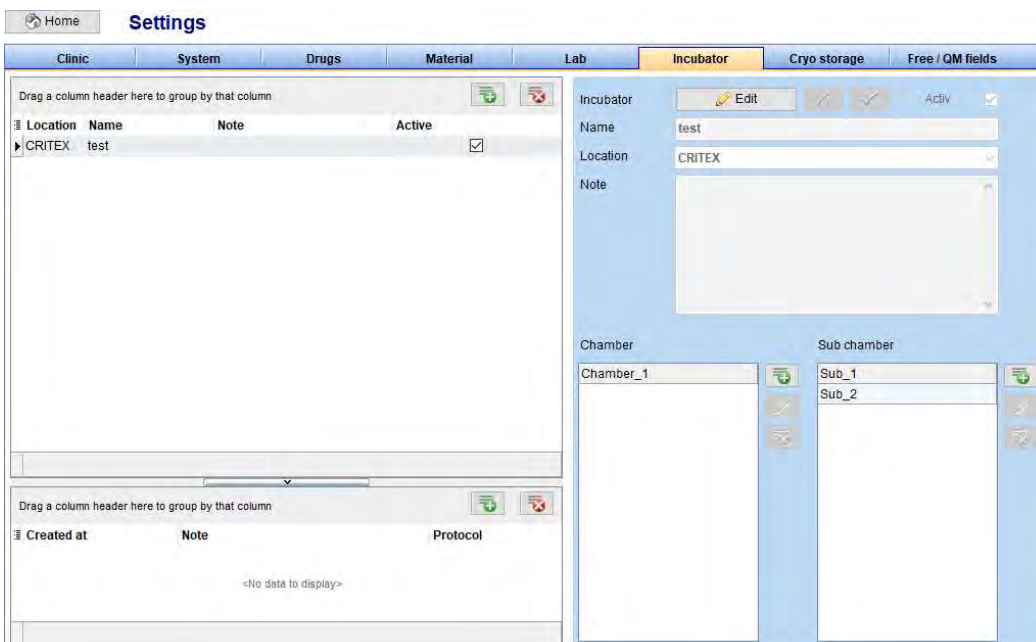 Home Settings
Clinic System Drugs Material Lab Incubator Cryo storage Free / QM fields
Drag a column header here to group by that column
Location Name Note Active
CRITEX test
Incubator Edit Activ
Name test
Location CRITEX
Note
Chamber Sub chamber
Chamber_1 Sub_1
Sub_2
Drag a column header here to group by that column
Created at Note Protocol
<No data to display>